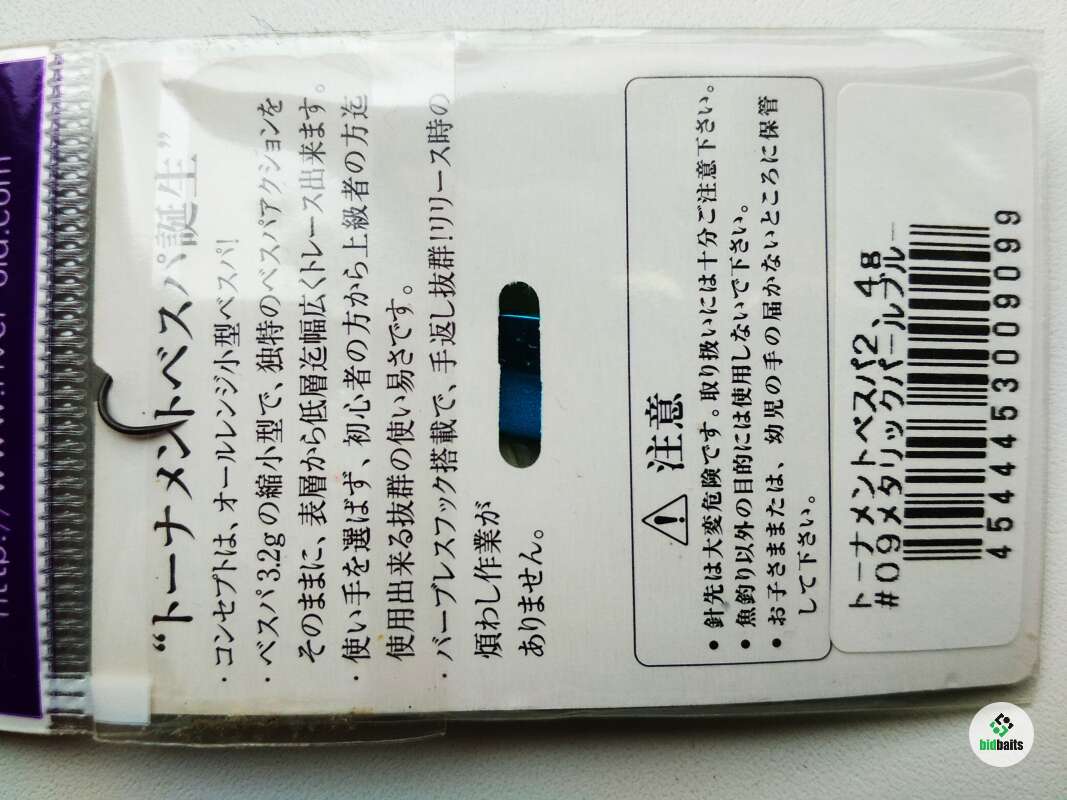 “トーナメントベスパ誕生”
・コンセプトは、オールレンジ小型ベスパ!
・ベスパ3.2gの縮小型で、独特のベスパアクションを
そのままに、表層から低層迄幅広くトレース出来ます。
・使い手を選ばず、初心者の方から上級者の方迄
使用出来る抜群の使い易さです。
・バーブレスフック搭載で、手返し抜群!リリース時の
煩わし作業が
ありません。
注意
● 針先は大変危険です。取り扱いには十分ご注意下さい。
● 魚釣り以外の目的には使用しないで下さい。
● お子さままたは、幼児の手の届かないところに保管
して下さい。
トーナメントベスパ2.4g
#09メタリックパールブルー
4544453009099
bidbaits